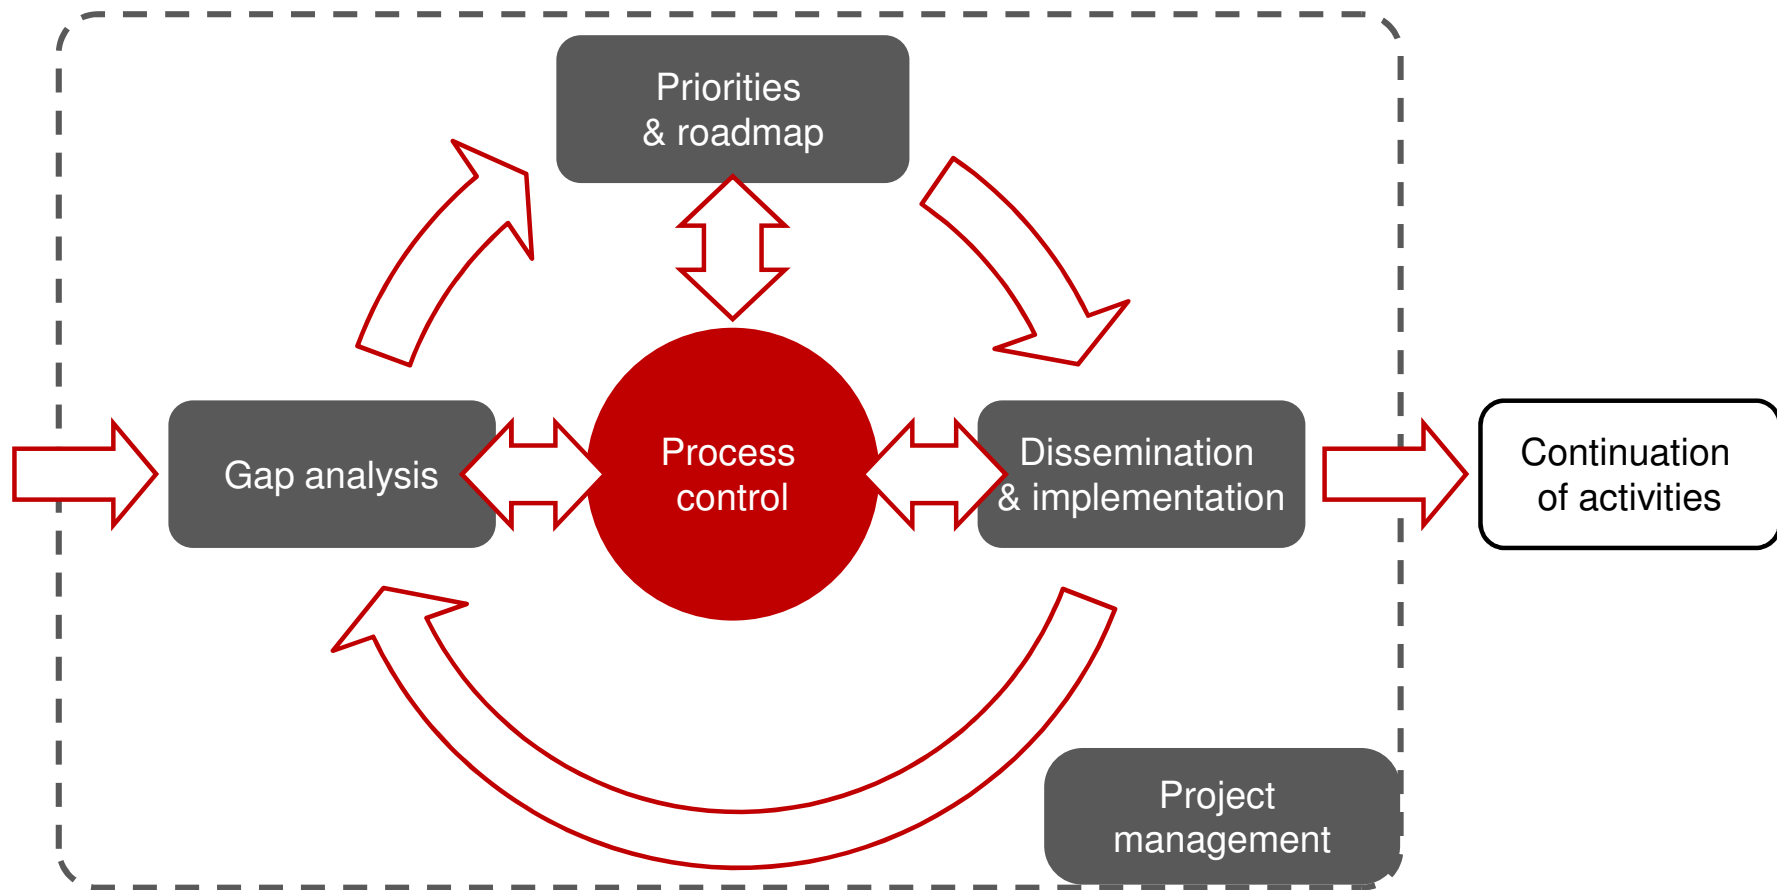 Priorities
& roadmap
Gap analysis
Process
control
Dissemination
& implementation
Continuation
of activities
Project
management